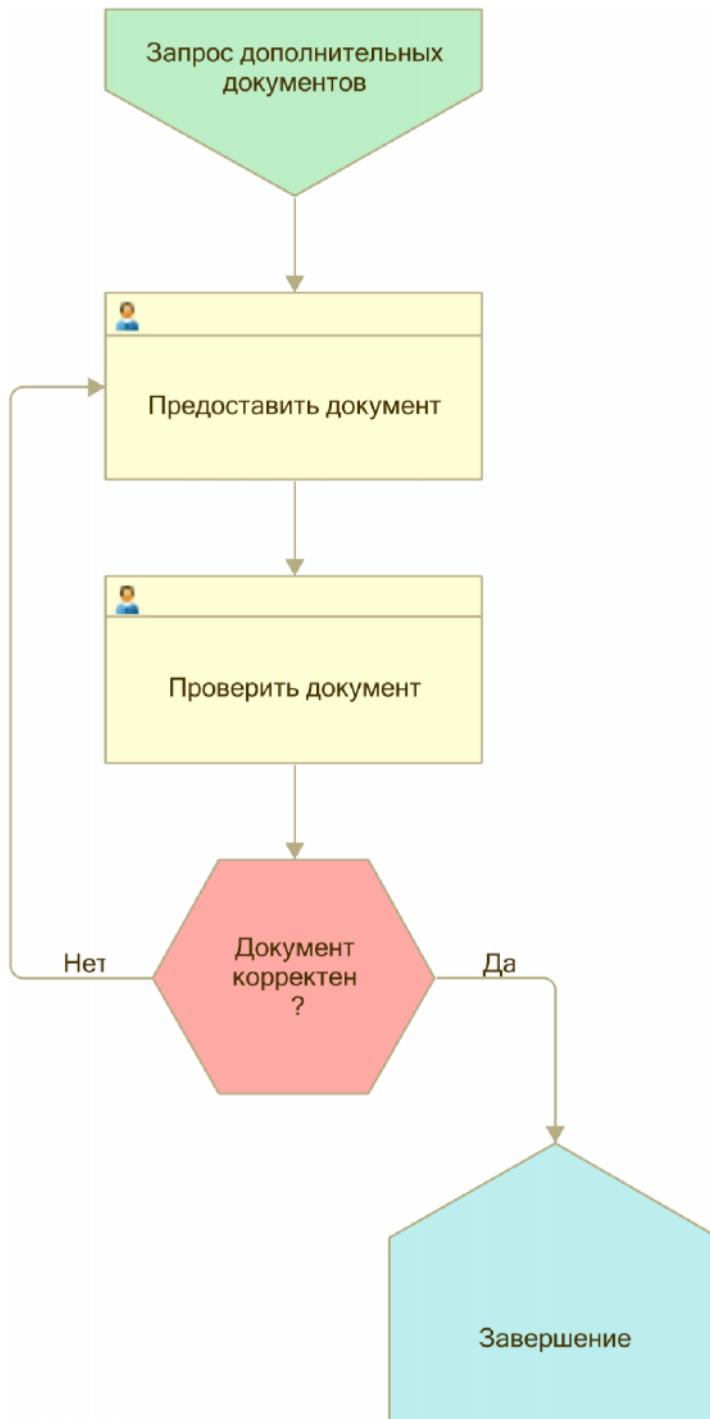 Запрос дополнительных
документов
Предоставить документ
Проверить документ
Документ
корректен
?
Нет
Да
Завершение